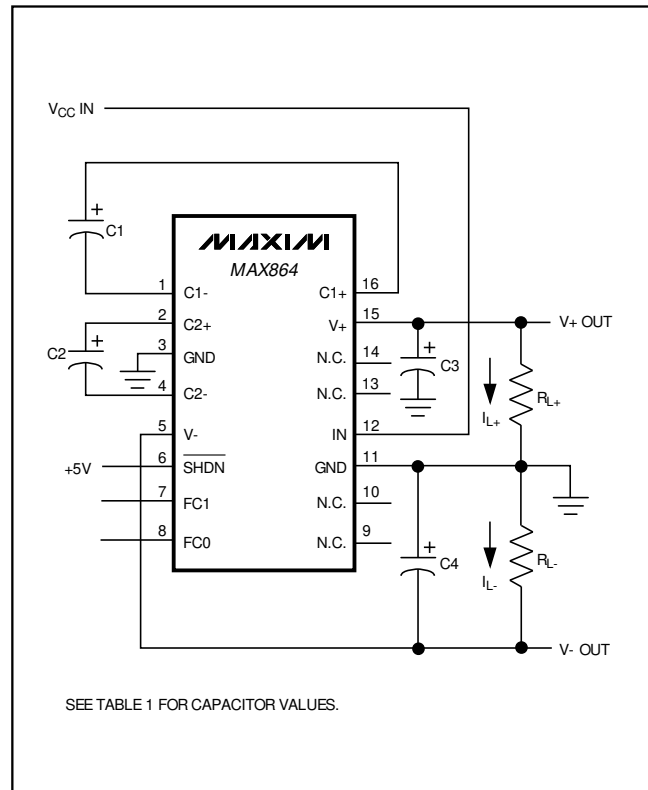 VCC IN
+
C1
MAXIM
MAX864
1 C1-
C1+ 16
2 C2+
V+ 15
V+ OUT
+
C2
3 GND
N.C. 14
+
C3
4 C2-
N.C. 13
IL+
RL+
5 V-
IN 12
+5V
6 SHDN
GND 11
7 FC1
N.C. 10
8 FC0
N.C. 9
+
C4
IL-
RL-
V- OUT
SEE TABLE 1 FOR CAPACITOR VALUES.